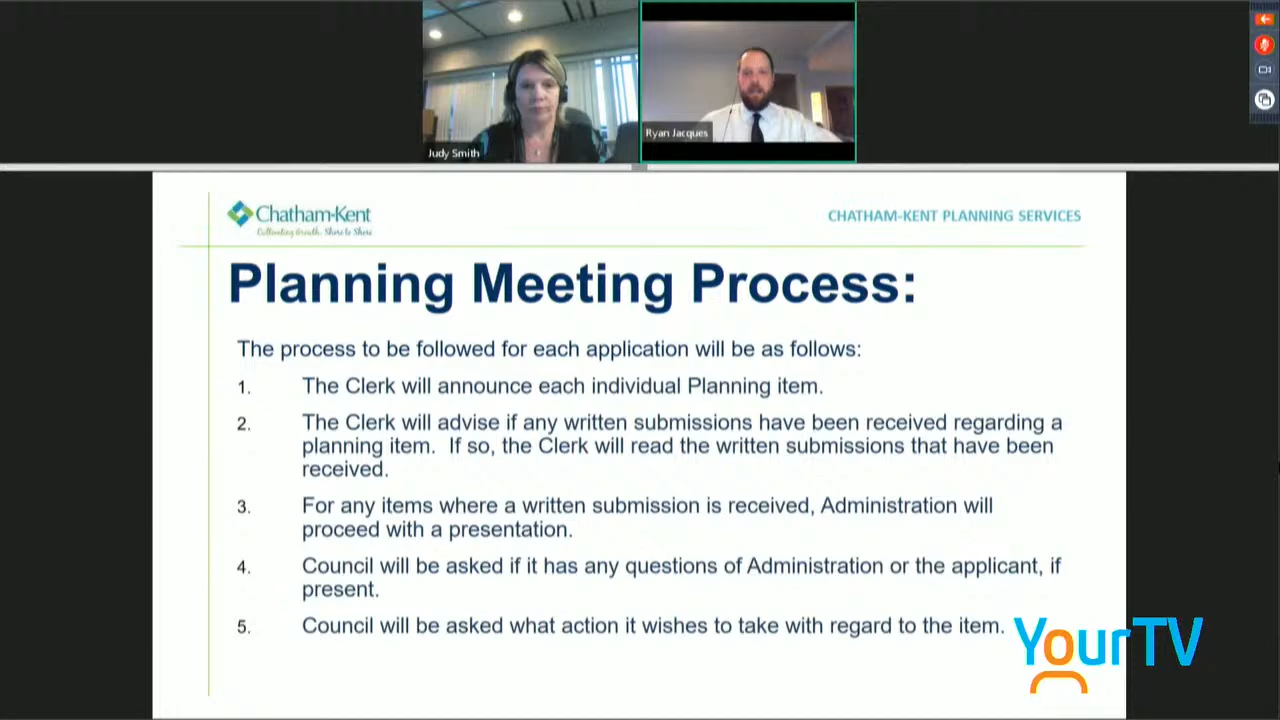 Judy Smith
Ryan Jacques
Chatham-Kent
Cultivating Growth, Shore to Shore
CHATHAM-KENT PLANNING SERVICES
Planning Meeting Process:
The process to be followed for each application will be as follows:
1. The Clerk will announce each individual Planning item.
2. The Clerk will advise if any written submissions have been received regarding a
planning item. If so, the Clerk will read the written submissions that have been
received.
3. For any items where a written submission is received, Administration will
proceed with a presentation.
4. Council will be asked if it has any questions of Administration or the applicant, if
present.
5. Council will be asked what action it wishes to take with regard to the item.
YourTV